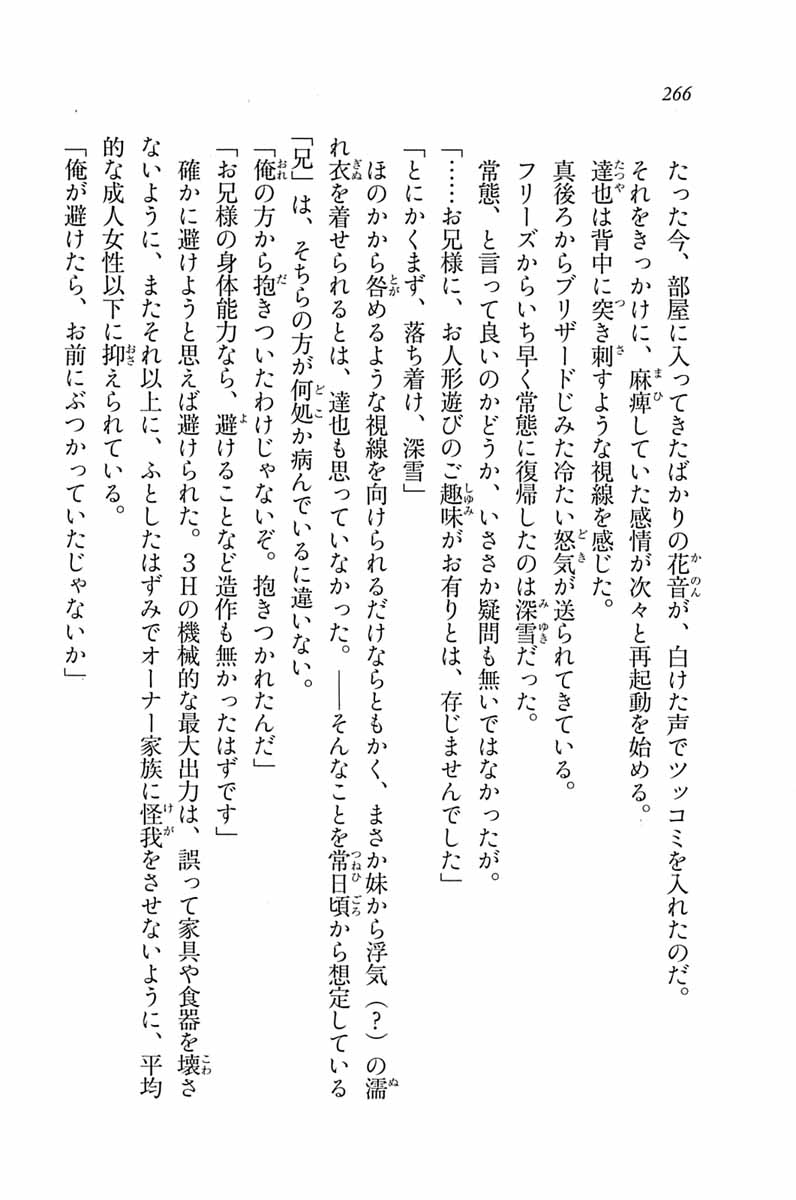 266
たった今、部屋に入ってきたばかりの花音が、白けた声でツッコミを入れたのだ。
それをきっかけに、麻痺していた感情が次々と再起動を始める。
達也は背中に突き刺すような視線を感じた。
真後ろからブリザードじみた冷たい怒気が送られてきている。
フリーズからいち早く常態に復帰したのは深雪だった。
常態、と言って良いのかどうか、いささか疑問も無いではなかったが。
「……お兄様に、お人形遊びのご趣味がお有りとは、存じませんでした」
「とにかくまず、落ち着け、深雪」
ほのかから咎めるような視線を向けられるだけならともかく、まさか妹から浮気（？）の濡
れ衣を着せられるとは、達也も思っていなかった。――そんなことを常日頃から想定している
「兄」は、そちらの方が何処か病んでいるに違いない。
「俺の方から抱きついたわけじゃないぞ。抱きつかれたんだ」
「お兄様の身体能力なら、避けることなど造作も無かったはずです」
確かに避けようと思えば避けられた。３Ｈの機械的な最大出力は、誤って家具や食器を壊さ
ないように、またそれ以上に、ふとしたはずみでオーナー家族に怪我をさせないように、平均
的な成人女性以下に抑えられている。
「俺が避けたら、お前にぶつかっていたじゃないか」